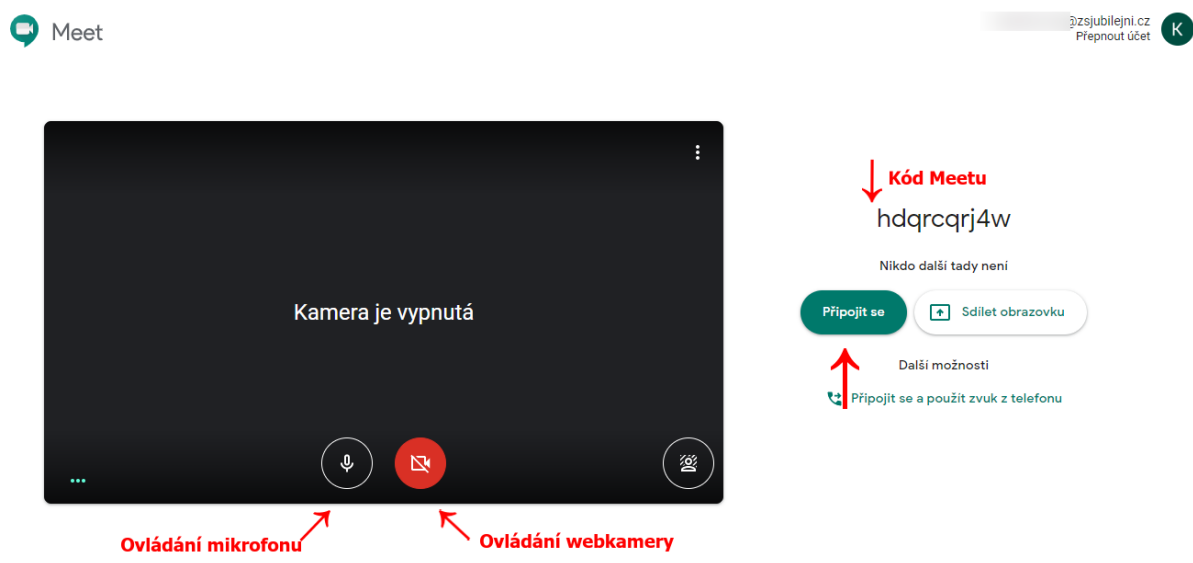 Meet
@zsjubilejni.cz
Přepnout účet
K
Kód Meetu
hdqrcqrj4w
Nikdo další tady není
Kamera je vypnutá
Připojit se
Sdílet obrazovku
Další možnosti
Připojit se a použít zvuk z telefonu
Ovládání mikrofonu
Ovládání webkamery